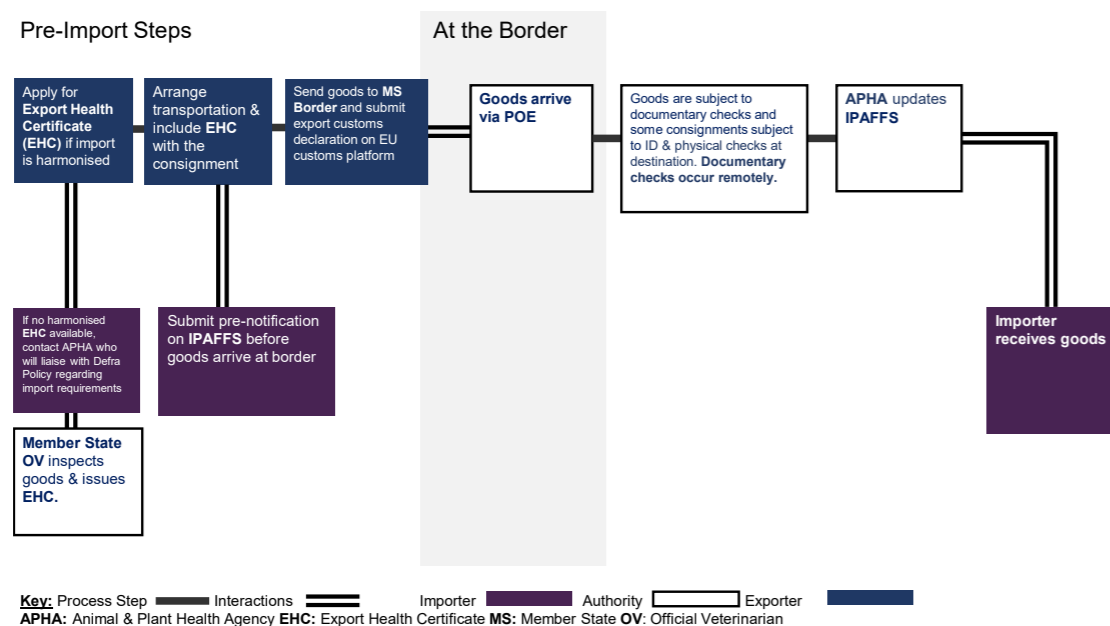 Pre-Import Steps
At the Border
Apply for
Export Health
Certificate
(EHC) if import
is harmonised
Arrange
transportation &
include EHC
with the
consignment
Send goods to MS
Border and submit
export customs
declaration on EU
customs platform
Goods arrive
via POE
Goods are subject to
documentary checks and
some consignments subject
to ID & physical checks at
destination. Documentary
checks occur remotely.
APHA updates
IPAFFS
If no harmonised
EHC available,
contact APHA who
will liaise with Defra
Policy regarding
import requirements
Submit pre-notification
on IPAFFS before
goods arrive at border
Importer
receives goods
Member State
OV inspects
goods & issues
EHC.
Key: Process Step Interactions Importer Authority Exporter
APHA: Animal & Plant Health Agency EHC: Export Health Certificate MS: Member State OV: Official Veterinarian